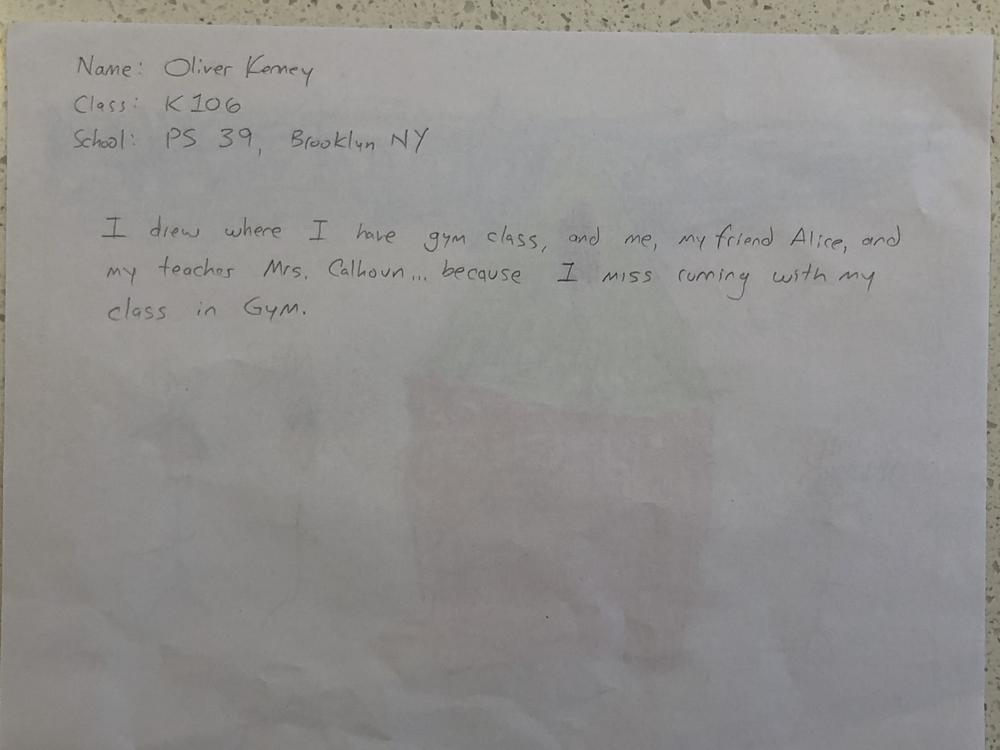 Name: Oliver Kerney
Class: K106
School: PS 39, Brooklyn NY
I drew where I have gym class, and me, my friend Alice, and
my teacher Mrs. Calhoun... because I miss running with my
class in Gym.